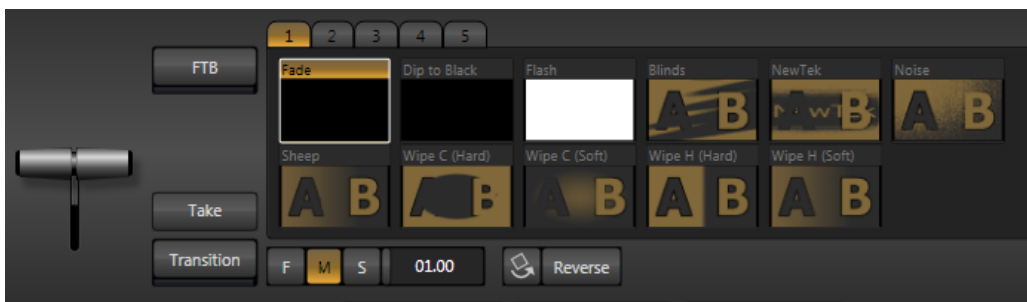 1 2 3 4 5
FTB
Fade Dip to Black Flash Blinds NewTek Noise
A B NewTek A B A B
Sheep Wipe C (Hard) Wipe C (Soft) Wipe H (Hard) Wipe H (Soft)
A B A B A B A B A B
Take
Transition F M S 01.00 Reverse